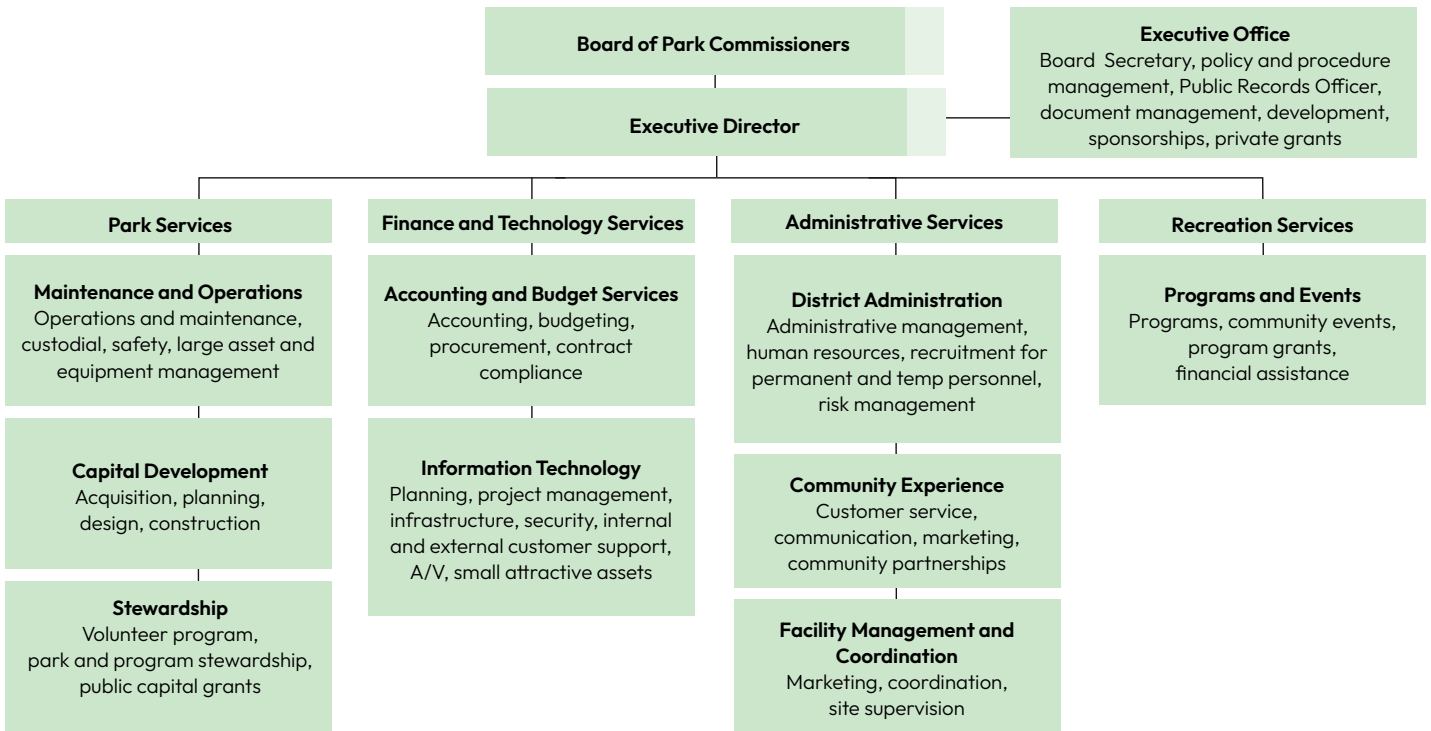 Board of Park Commissioners
Executive Director
Executive Office
Board  Secretary, policy and procedure
management, Public Records Officer,
document management, development,
sponsorships, private grants
Park Services
Maintenance and Operations
Operations and maintenance,
custodial, safety, large asset and
equipment management
Capital Development
Acquisition, planning,
design, construction
Stewardship
Volunteer program,
park and program stewardship,
public capital grants
Finance and Technology Services
Accounting and Budget Services
Accounting, budgeting,
procurement, contract
compliance
Information Technology
Planning, project management,
infrastructure, security, internal
and external customer support,
A/V, small attractive assets
Administrative Services
District Administration
Administrative management,
human resources, recruitment for
permanent and temp personnel,
risk management
Community Experience
Customer service,
communication, marketing,
community partnerships
Facility Management and
Coordination
Marketing, coordination,
site supervision
Recreation Services
Programs and Events
Programs, community events,
program grants,
financial assistance